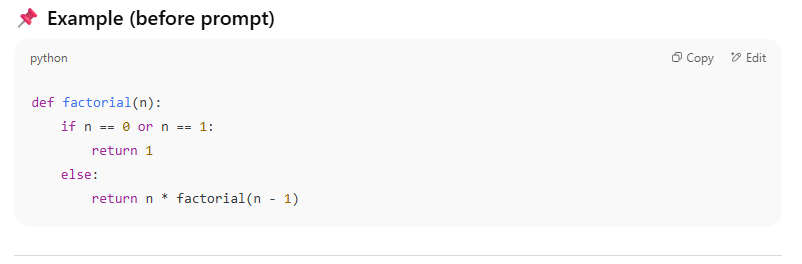 📌 Example (before prompt)
python Copy Edit
def factorial(n):
    if n == 0 or n == 1:
        return 1
    else:
        return n * factorial(n - 1)